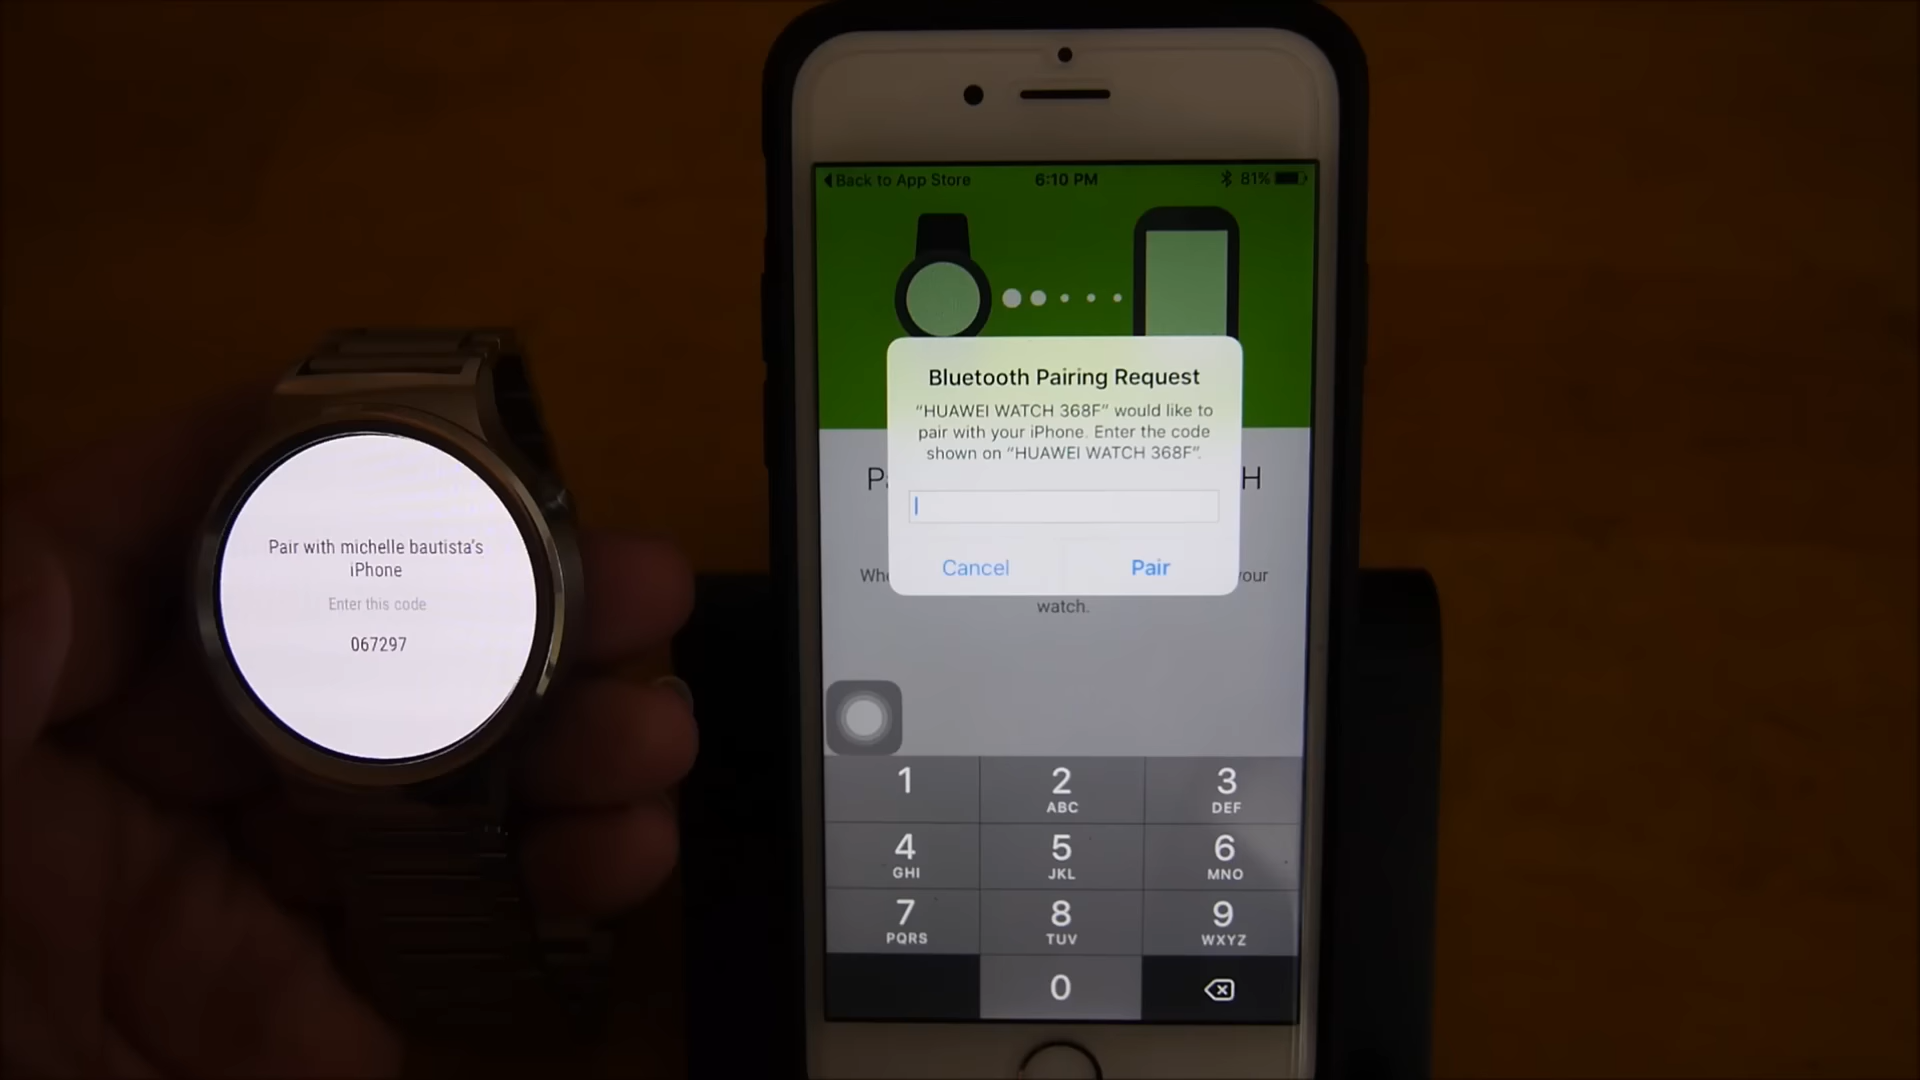 Pair with michelle bautista's
iPhone
Enter this code
067297
Back to App Store 6:10 PM 81%
Bluetooth Pairing Request
"HUAWEI WATCH 368F" would like to
pair with your iPhone. Enter the code
shown on "HUAWEI WATCH 368F".
Cancel Pair
watch.
1 2 3
ABC DEF
4 5 6
GHI JKL MNO
7 8 9
PQRS TUV WXYZ
0